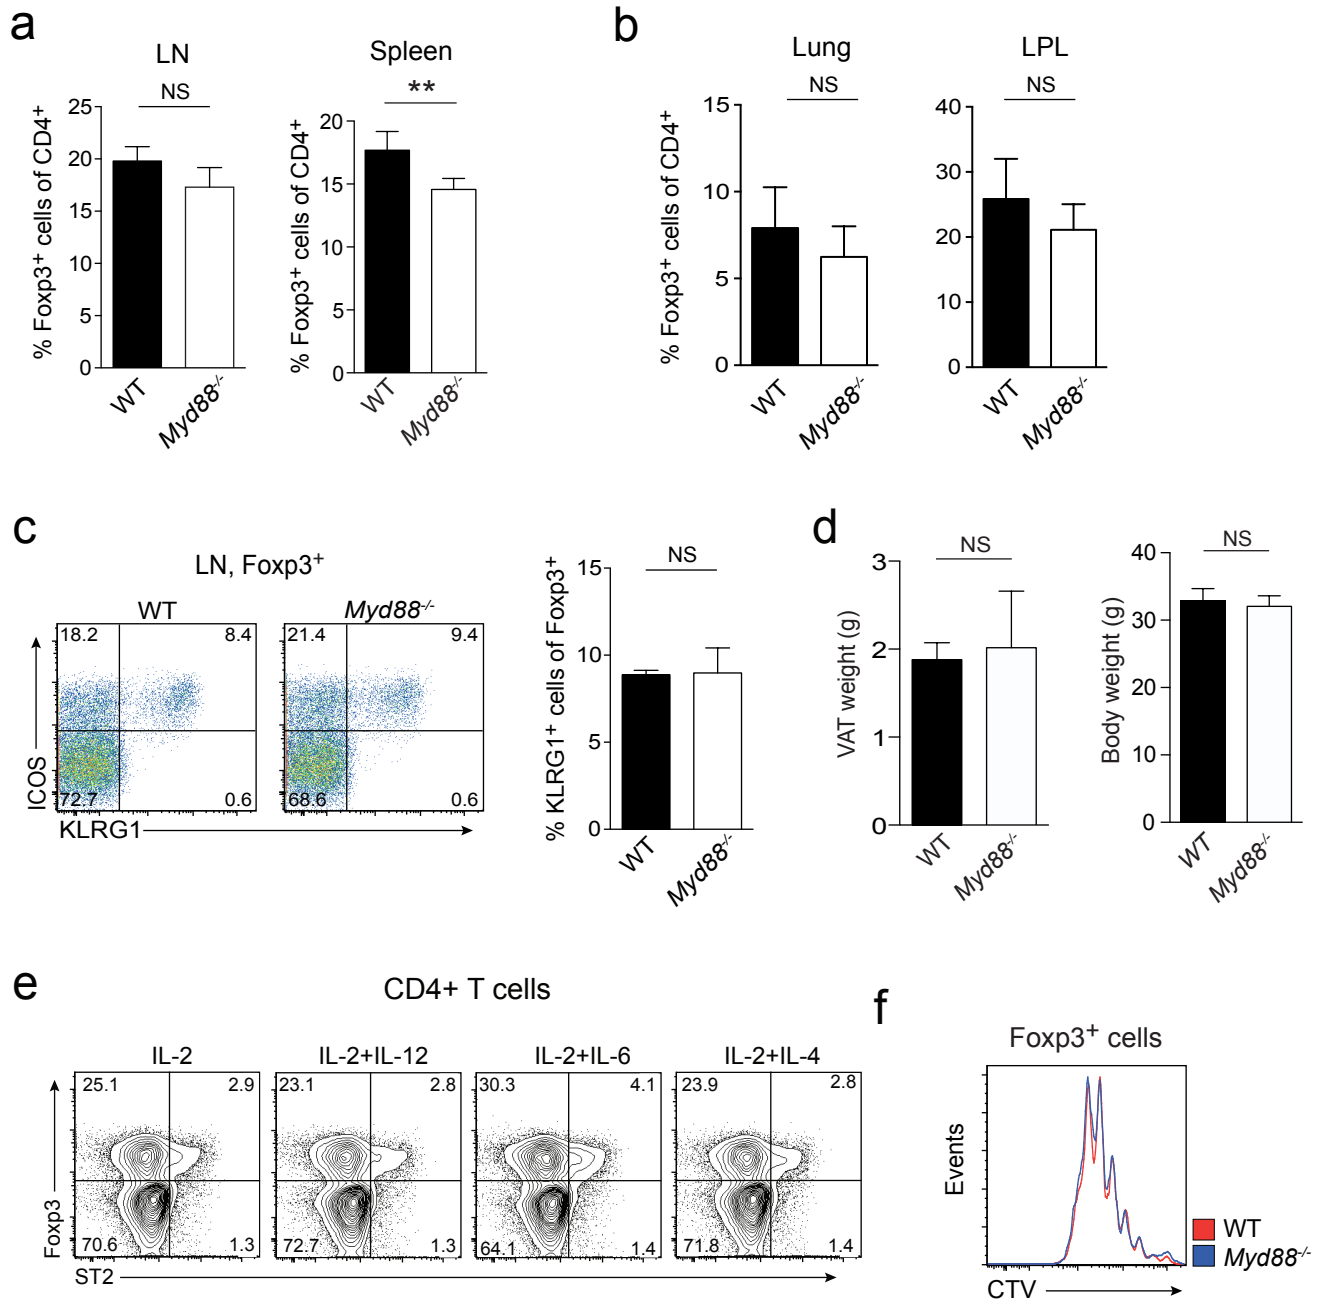 a
LN
NS
% Foxp3+ cells of CD4+
25
20
15
10
5
0
WT
Myd88-/-
Spleen
**
% Foxp3+ cells of CD4+
20
15
10
5
0
WT
Myd88-/-
b
Lung
NS
% Foxp3+ cells of CD4+
15
10
5
0
WT
Myd88-/-
LPL
NS
40
30
20
10
0
WT
Myd88-/-
c
LN, Foxp3+
WT
18.2 8.4
72.7 0.6
Myd88-/-
21.4 9.4
68.6 0.6
ICOS
KLRG1
NS
% KLRG1+ cells of Foxp3+
15
10
5
0
WT
Myd88-/-
d
NS
VAT weight (g)
3
2
1
0
WT
Myd88-/-
NS
Body weight (g)
40
30
20
10
0
WT
Myd88-/-
e
CD4+ T cells
IL-2
25.1 2.9
70.6 1.3
IL-2+IL-12
23.1 2.8
72.7 1.3
IL-2+IL-6
30.3 4.1
64.1 1.4
IL-2+IL-4
23.9 2.8
71.8 1.4
Foxp3
ST2
f
Foxp3+ cells
Events
CTV
WT
Myd88-/-